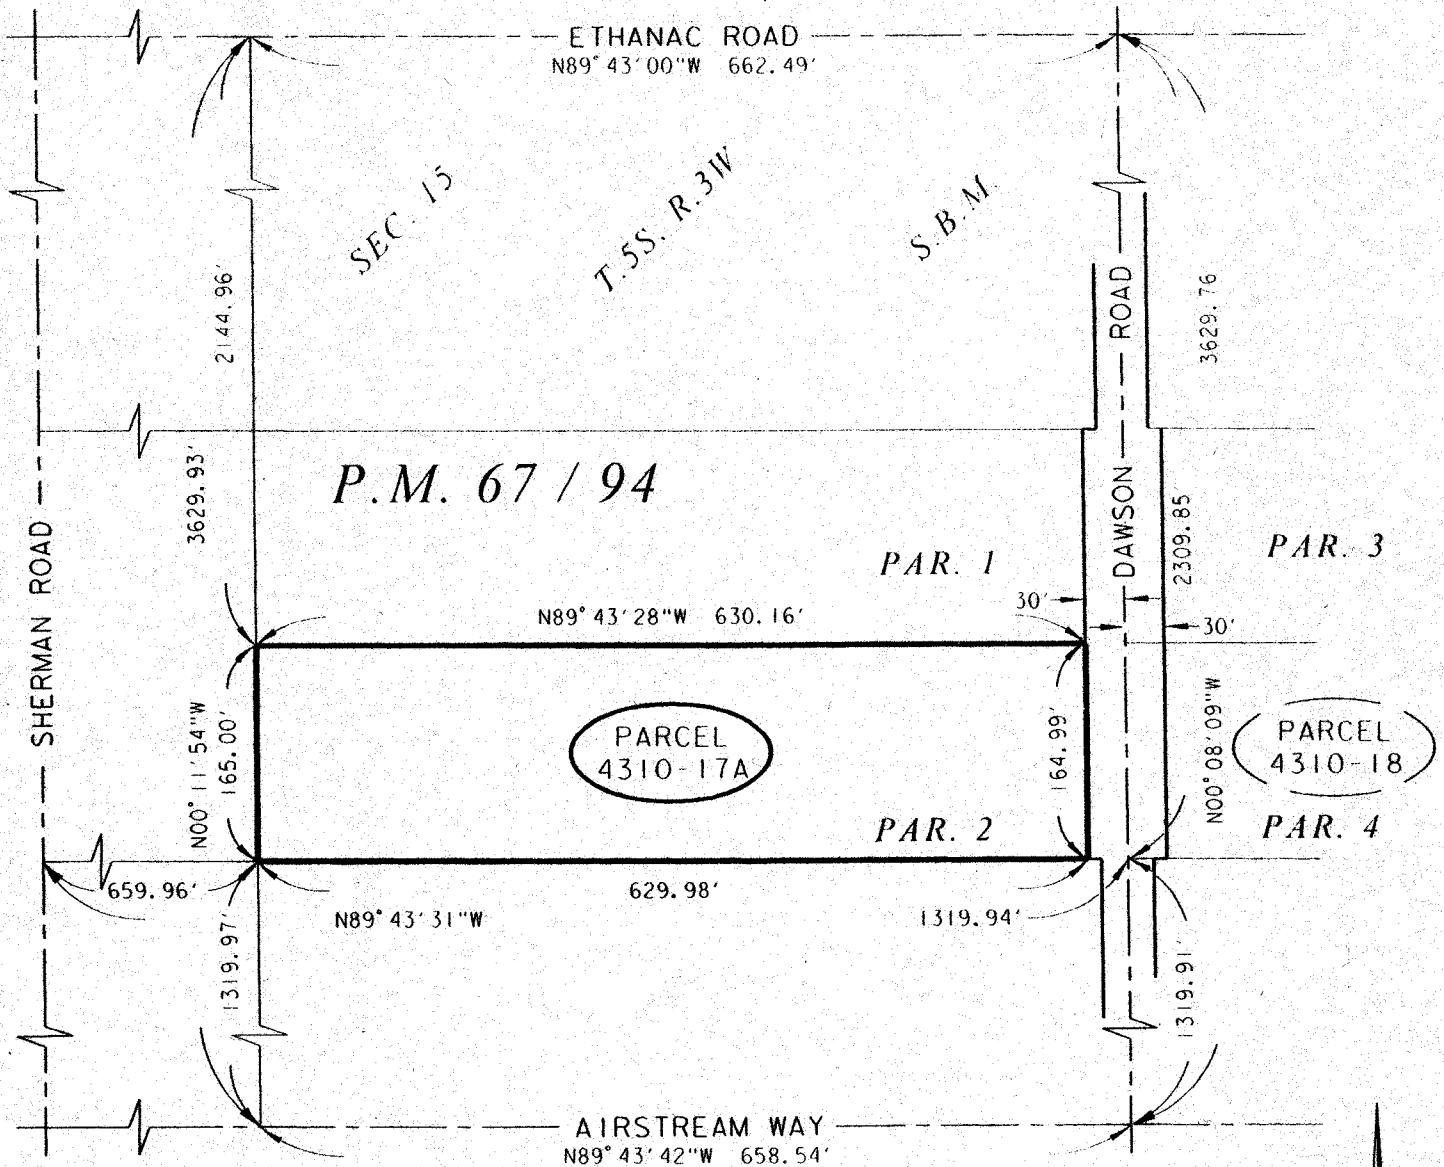 ETHANAC ROAD
N89°43'00"W 662.49'
SEC. 15
T.5S. R.3W
S.B.M.
2144.96'
ROAD
3629.76
3629.93'
P.M. 67 / 94
DAWSON
2309.85'
PAR. 3
PAR. 1
SHERMAN ROAD
30'
N89°43'28"W 630.16'
30'
N00°11'54"W
165.00'
PARCEL
4310-17A
164.99'
N00°08'09"W
PARCEL
4310-18
PAR. 2
PAR. 4
659.96'
629.98'
N89°43'31"W
1319.94'
1319.97'
1319.91'
AIRSTREAM WAY
N89°43'42"W 658.54'